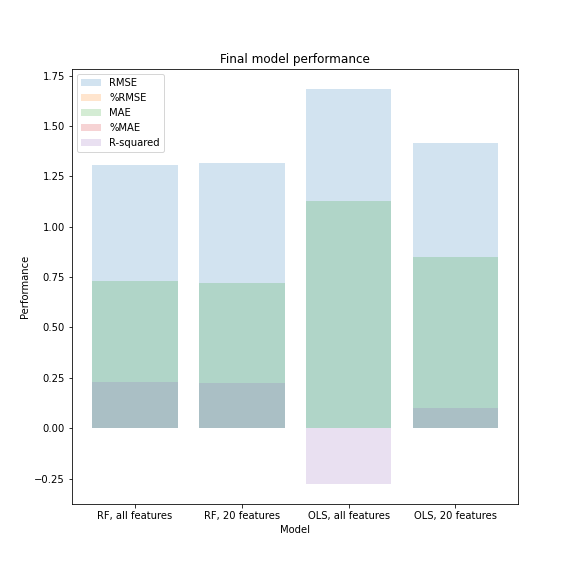 Final model performance
RMSE
%RMSE
MAE
%MAE
R-squared
1.75
1.50
1.25
1.00
0.75
0.50
0.25
0.00
−0.25
Performance
RF, all features
RF, 20 features
OLS, all features
OLS, 20 features
Model